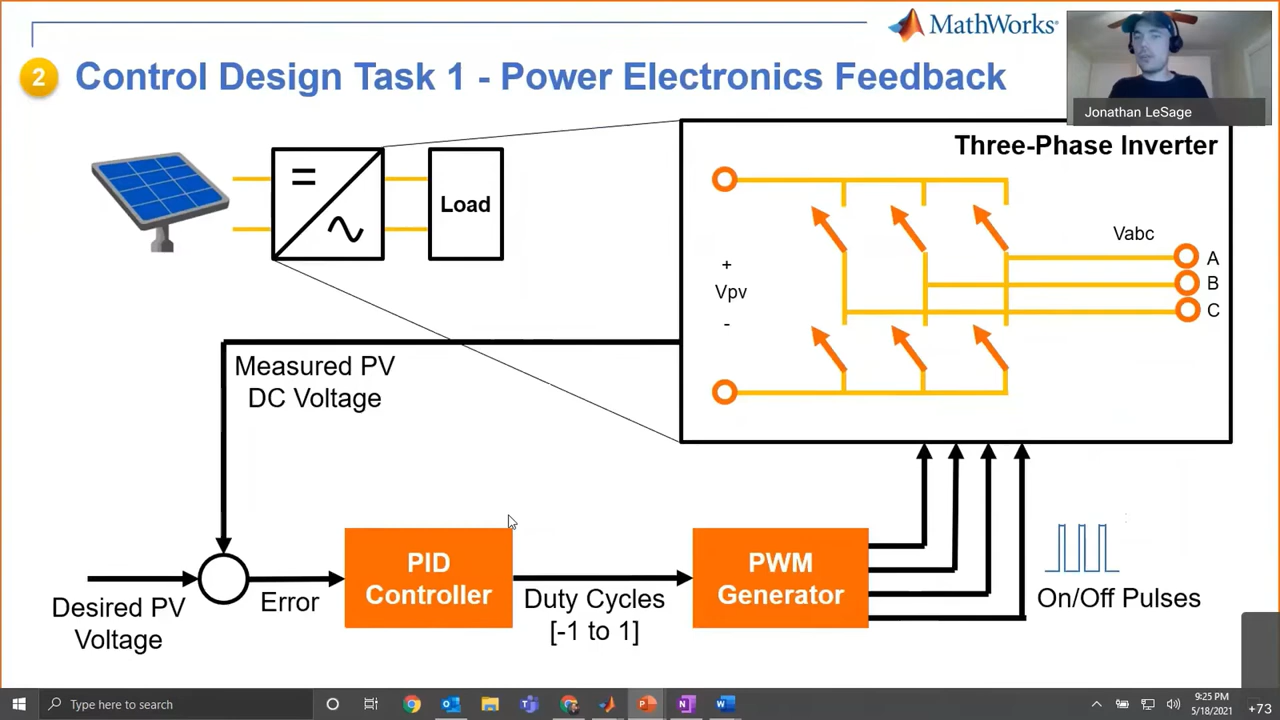 MathWorks®
Jonathan LeSage
2
Control Design Task 1 - Power Electronics Feedback
Three-Phase Inverter
Load
Vabc
A
B
C
+
Vpv
-
Measured PV
DC Voltage
Desired PV
Voltage
Error
PID
Controller
Duty Cycles
[-1 to 1]
PWM
Generator
On/Off Pulses
Type here to search
9:25 PM
5/18/2021
+73